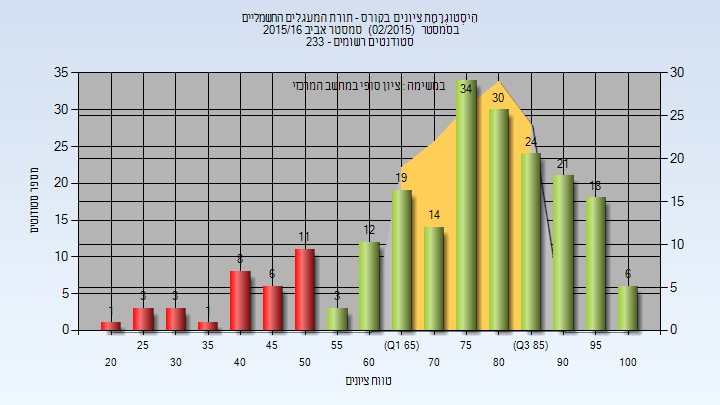 היסטוגרמת ציונים בקורס - תורת המעגלים החשמליים
בסמסטר (02/2015) סמסטר אביב 2015/16
סטודנטים רשומים - 233
במשימה : ציון סופי במחשב המרכזי
מספר סטודנטים
35 30 25 20 15 10 5 0
30 25 20 15 10 5 0
1 3 3 1 8 6 11 3 12 19 14 34 30 24 21 18 6
25 35 45 55 (Q1 65) 75 (Q3 85) 95
20 30 40 50 60 70 80 90 100
טווח ציונים